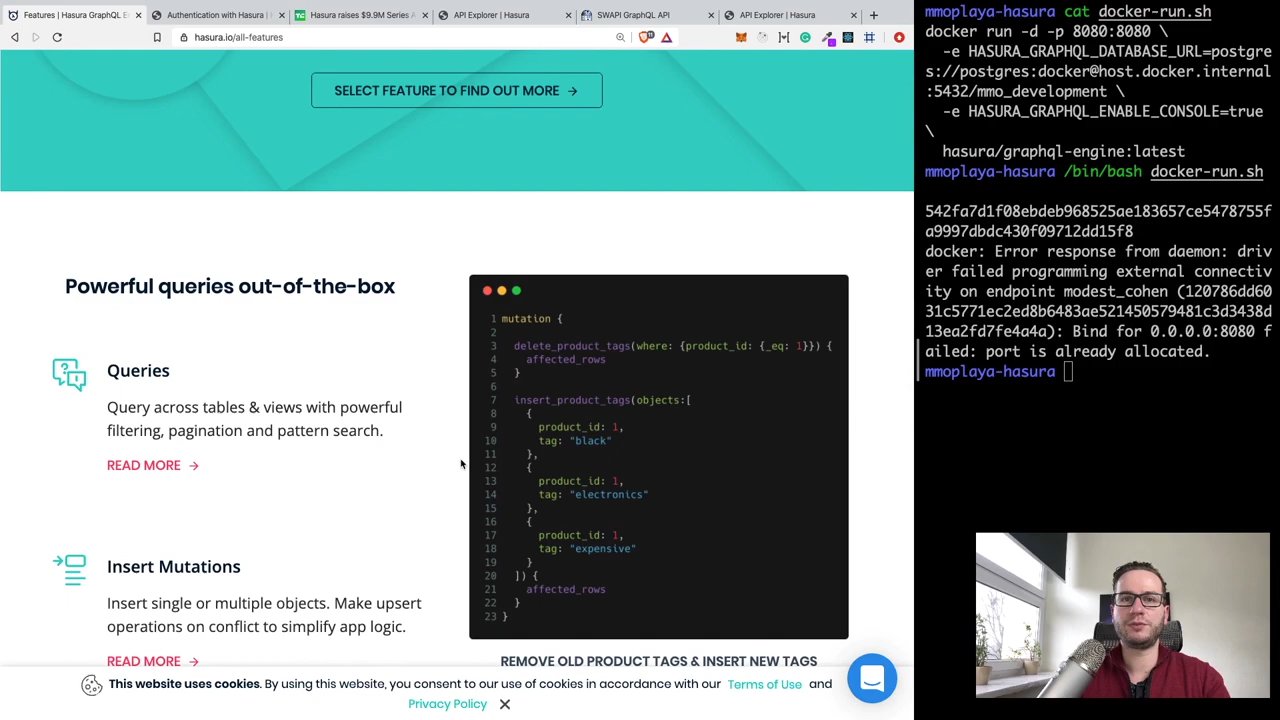 Features | Hasura GraphQL E
Authentication with Hasura |
Hasura raises $9.9M Series A
API Explorer | Hasura
SWAPI GraphQL API
API Explorer | Hasura
hasura.io/all-features
SELECT FEATURE TO FIND OUT MORE →
Powerful queries out-of-the-box
Queries
Query across tables & views with powerful
filtering, pagination and pattern search.
READ MORE →
Insert Mutations
Insert single or multiple objects. Make upsert
operations on conflict to simplify app logic.
READ MORE →
1 mutation {
2
3 delete_product_tags(where: {product_id: {_eq: 1}}) {
4 affected_rows
5 }
6
7 insert_product_tags(objects:[
8 {
9 product_id: 1,
10 tag: "black"
11 },
12 {
13 product_id: 1,
14 tag: "electronics"
15 },
16 {
17 product_id: 1,
18 tag: "expensive"
19 }
20 ]) {
21 affected_rows
22 }
23 }
REMOVE OLD PRODUCT TAGS & INSERT NEW TAGS
This website uses cookies. By using this website, you consent to our use of cookies in accordance with our Terms of Use and
Privacy Policy ✕
mmoplaya-hasura cat docker-run.sh
docker run -d -p 8080:8080 \
-e HASURA_GRAPHQL_DATABASE_URL=postgre
s://postgres:docker@host.docker.internal
:5432/mmo_development \
-e HASURA_GRAPHQL_ENABLE_CONSOLE=true
\
hasura/graphql-engine:latest
mmoplaya-hasura /bin/bash docker-run.sh
542fa7d1f08ebdeb968525ae183657ce5478755f
a9997dbdc430f09712dd15f8
docker: Error response from daemon: driv
er failed programming external connectiv
ity on endpoint modest_cohen (120786dd60
31c5771ec2ed8b6483ae521450579481c3d3438d
13ea2fd7fe4a4a): Bind for 0.0.0.0:8080 f
ailed: port is already allocated.
mmoplaya-hasura